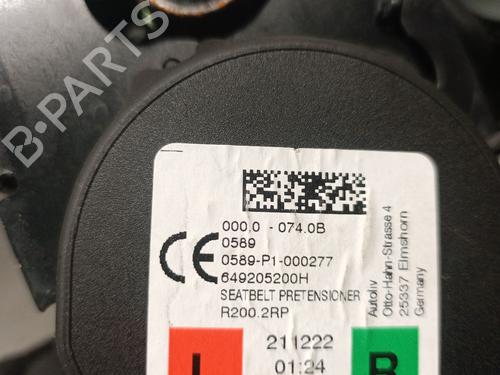 B-PARTS
000.0 - 074.0B
0589
0589-P1-000277
649205200H
SEATBELT PRETENSIONER
R200.2RP
211222
01:24
Autoliv
Otto-Hahn-Strasse 4
25337 Elmshorn
Germany
CE